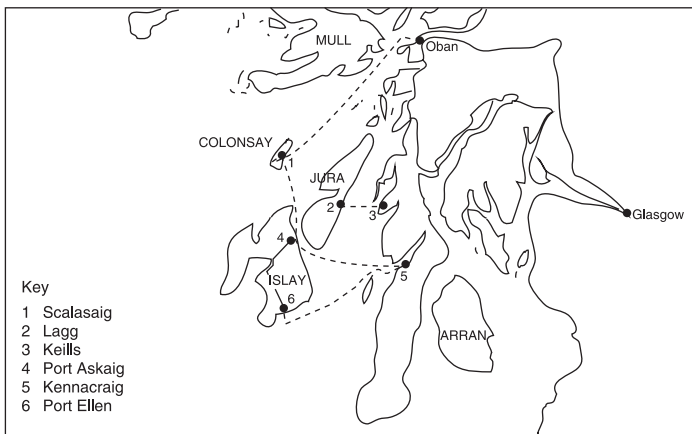 MULL
Oban
COLONSAY
1
JURA
2
3
Glasgow
4
5
ISLAY
6
ARRAN
Key
1 Scalasaig
2 Lagg
3 Keills
4 Port Askaig
5 Kennacraig
6 Port Ellen